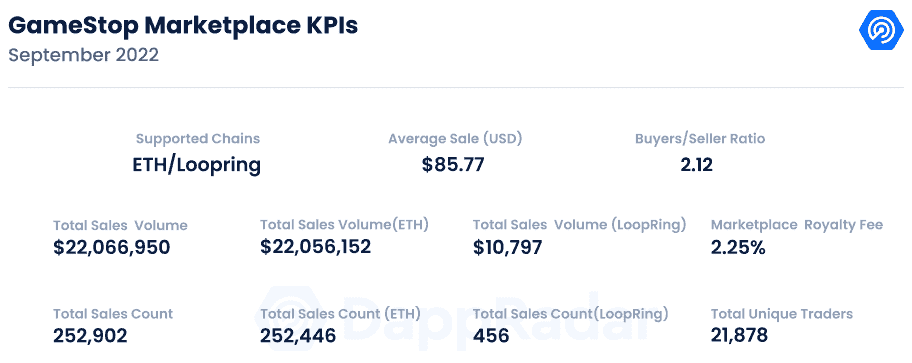 GameStop Marketplace KPIs
September 2022
Supported Chains
ETH/Loopring
Average Sale (USD)
$85.77
Buyers/Seller Ratio
2.12
Total Sales Volume
$22,066,950
Total Sales Volume(ETH)
$22,056,152
Total Sales Volume (LoopRing)
$10,797
Marketplace Royalty Fee
2.25%
Total Sales Count
252,902
Total Sales Count (ETH)
252,446
Total Sales Count(LoopRing)
456
Total Unique Traders
21,878
DappRadar